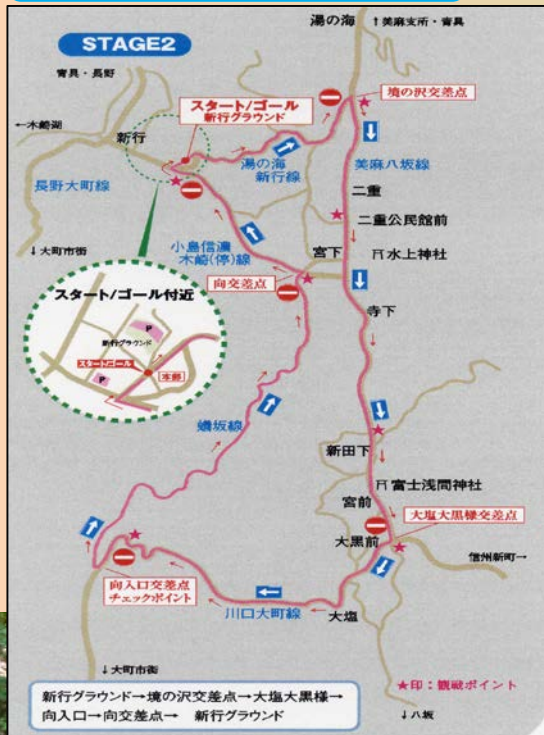 湯の海
↑美麻支所・青具
STAGE2
青具・長野
境の沢交差点
スタート/ゴール
新行グラウンド
←木崎湖
新行
湯の海
新行線
美麻八坂線
長野大町線
二重
二重公民館前
小島信濃
木崎(停)線
宮下
水上神社
↓大町市街
向交差点
寺下
スタート/ゴール付近
P
新行グラウンド
スタート/ゴール
本部
P
新田下
富士浅間神社
宮前
大塩大黒様交差点
大黒前
信州新町→
向入口交差点
チェックポイント
川口大町線
大塩
↓大町市街
★印：観戦ポイント
新行グラウンド→境の沢交差点→大塩大黒様→
向入口→向交差点→ 新行グラウンド
↓八坂